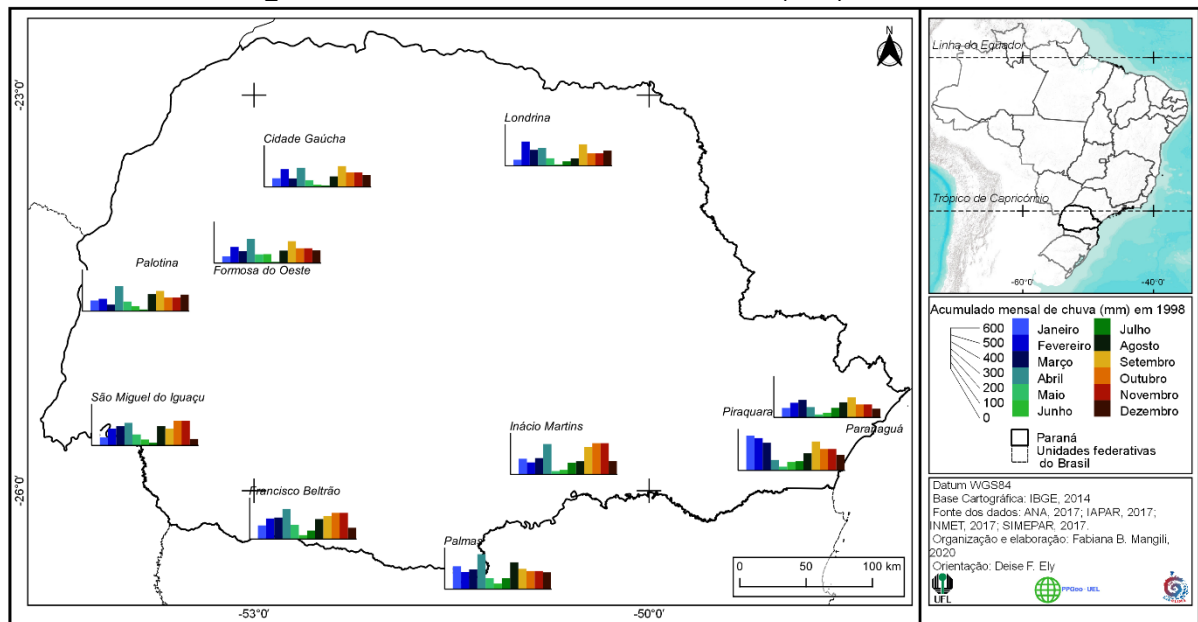 N
-23°0
-26°0
-53°0
-50°0
Cidade Gaúcha
Londrina
Formosa do Oeste
Palotina
São Miguel do Iguaçu
Piraquara
Paranaguá
Inácio Martins
Francisco Beltrão
Palmas
0 50 100 km
Linha do Equador
Trópico de Capricórnio
-60°0
-40°0
Acumulado mensal de chuva (mm) em 1998
600
500
400
300
200
100
0
Janeiro
Fevereiro
Março
Abril
Maio
Junho
Julho
Agosto
Setembro
Outubro
Novembro
Dezembro
Paraná
Unidades federativas
do Brasil
Datum WGS84
Base Cartográfica: IBGE, 2014
Fonte dos dados: ANA, 2017; IAPAR, 2017;
INMET, 2017; SIMEPAR, 2017.
Organização e elaboração: Fabiana B. Mangili,
2020
Orientação: Deise F. Ely
PPGeo - UEL